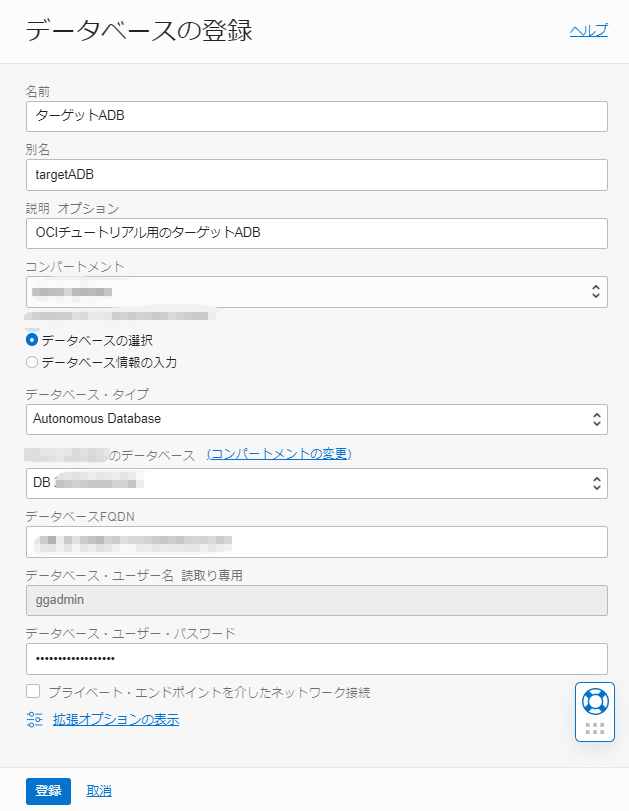 データベースの登録
ヘルプ
名前
ターゲットADB
別名
targetADB
説明 オプション
OCIチュートリアル用のターゲットADB
コンパートメント
データベースの選択
データベース情報の入力
データベース・タイプ
Autonomous Database
のデータベース (コンパートメントの変更)
DB
データベースFQDN
データベース・ユーザー名 読取り専用
ggadmin
データベース・ユーザー・パスワード
••••••••••••••••••
プライベート・エンドポイントを介したネットワーク接続
拡張オプションの表示
登録 取消